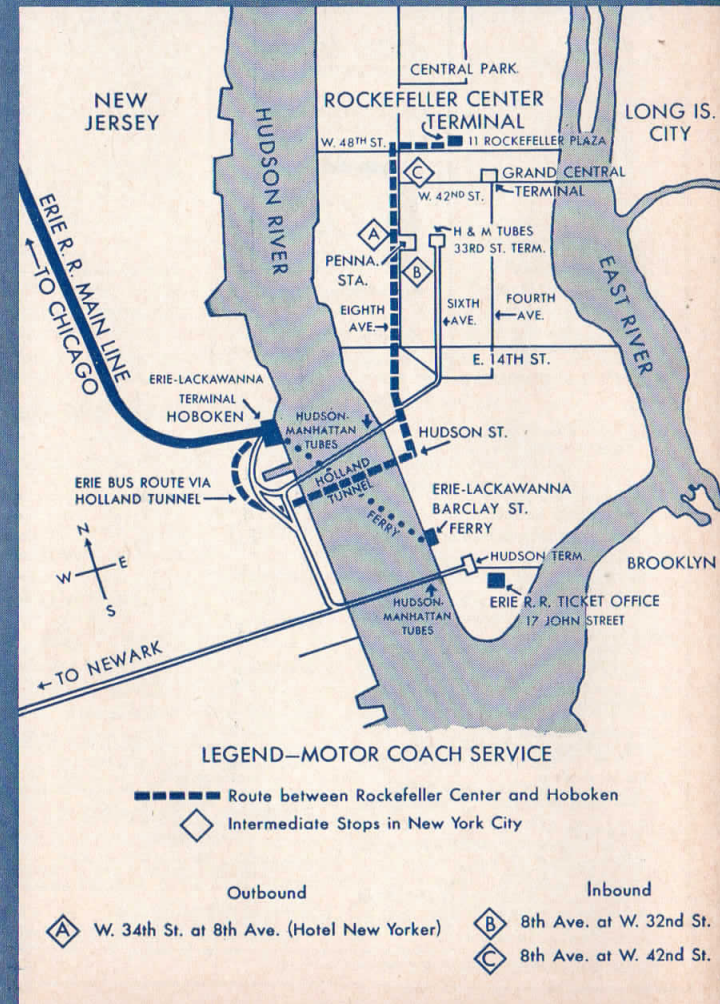 CENTRAL PARK.
NEW
JERSEY
HUDSON RIVER
ROCKEFELLER CENTER
TERMINAL
LONG IS.
CITY
W. 48TH ST.
11 ROCKEFELLER PLAZA
C
GRAND CENTRAL
TERMINAL
W. 42ND ST.
ERIE R. R. MAIN LINE
←TO CHICAGO
A
H & M TUBES
33RD ST. TERM.
PENNA.
STA.
B
EAST RIVER
EIGHTH
AVE.→
SIXTH
←AVE.
FOURTH
←AVE.
E. 14TH ST.
ERIE-LACKAWANNA
TERMINAL
HOBOKEN
HUDSON-
MANHATTAN
TUBES
HUDSON ST.
HOLLAND
TUNNEL
ERIE BUS ROUTE VIA
HOLLAND TUNNEL→
FERRY
ERIE-LACKAWANNA
BARCLAY ST.
FERRY
N
W E
S
HUDSON TERM.
BROOKLYN
HUDSON-
MANHATTAN
TUBES
ERIE R. R. TICKET OFFICE
17 JOHN STREET
←TO NEWARK
LEGEND—MOTOR COACH SERVICE
Route between Rockefeller Center and Hoboken
Intermediate Stops in New York City
Outbound
A W. 34th St. at 8th Ave. (Hotel New Yorker)
Inbound
B 8th Ave. at W. 32nd St.
C 8th Ave. at W. 42nd St.